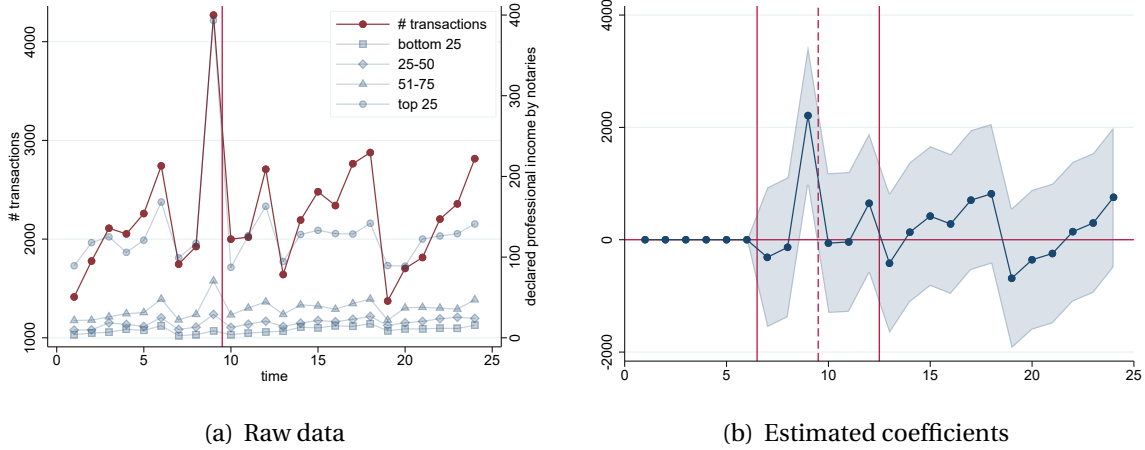 # transactions
1000 2000 3000 4000
0 100 200 300 400
declared professional income by notaries
# transactions
bottom 25
25-50
51-75
top 25
0 5 10 15 20 25
time
(a) Raw data
-2000 0 2000 4000
0 5 10 15 20 25
(b) Estimated coefficients